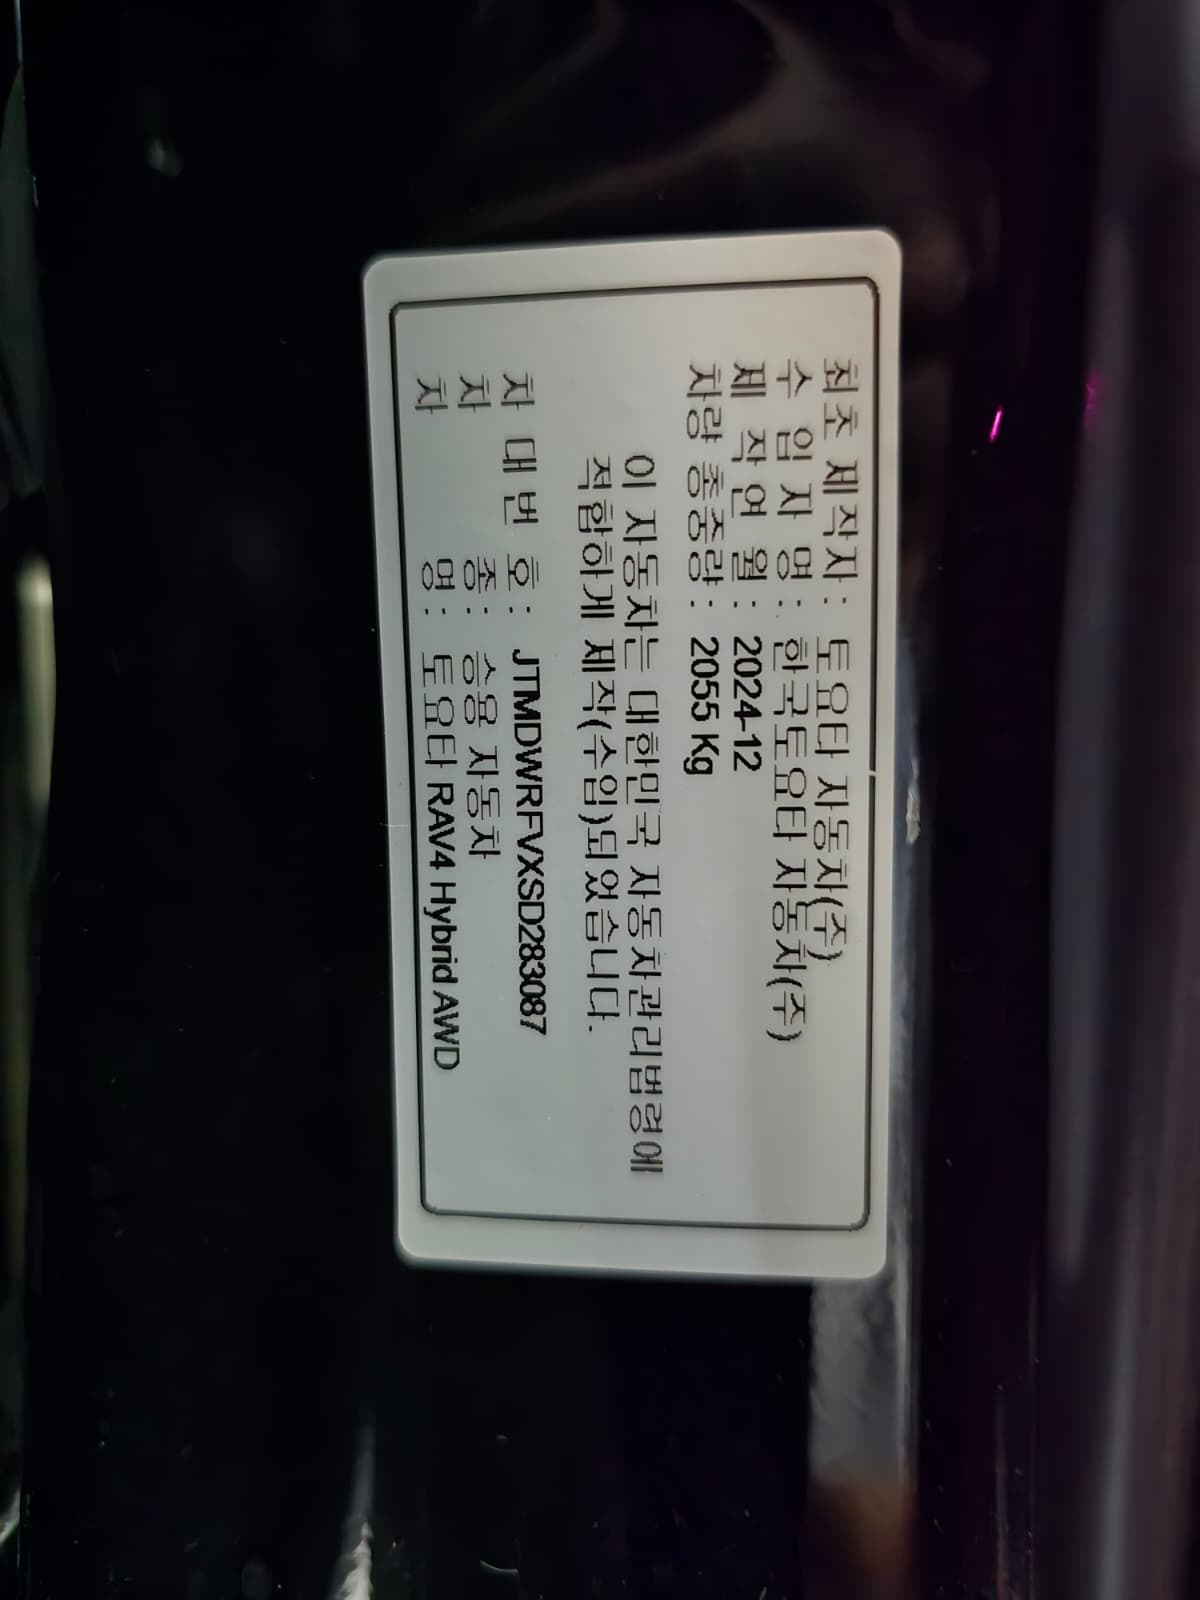 최초 제작자 : 토요타 자동차(주)
수 입 자 명 : 한국토요타 자동차(주)
제 작 연 월 : 2024-12
차량 총중량 : 2055 Kg
이 자동차는 대한민국 자동차관리법령에
적합하게 제작(수입)되었습니다.
차 대 번 호 : JTMDWRFVXSD283087
차 종 : 승용 자동차
차 명 : 토요타 RAV4 Hybrid AWD